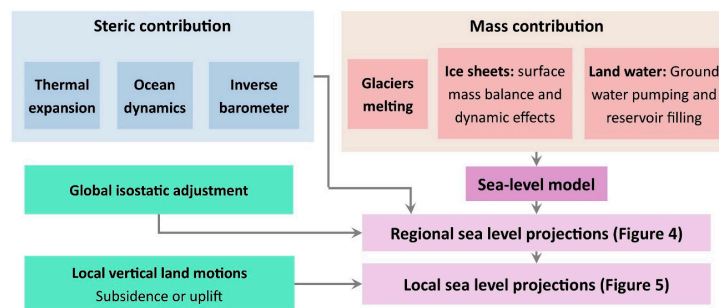 Steric contribution
Thermal
expansion
Ocean
dynamics
Inverse
barometer
Mass contribution
Glaciers
melting
Ice sheets: surface
mass balance and
dynamic effects
Land water: Ground
water pumping and
reservoir filling
Sea-level model
Global isostatic adjustment
Regional sea level projections (Figure 4)
Local vertical land motions
Subsidence or uplift
Local sea level projections (Figure 5)